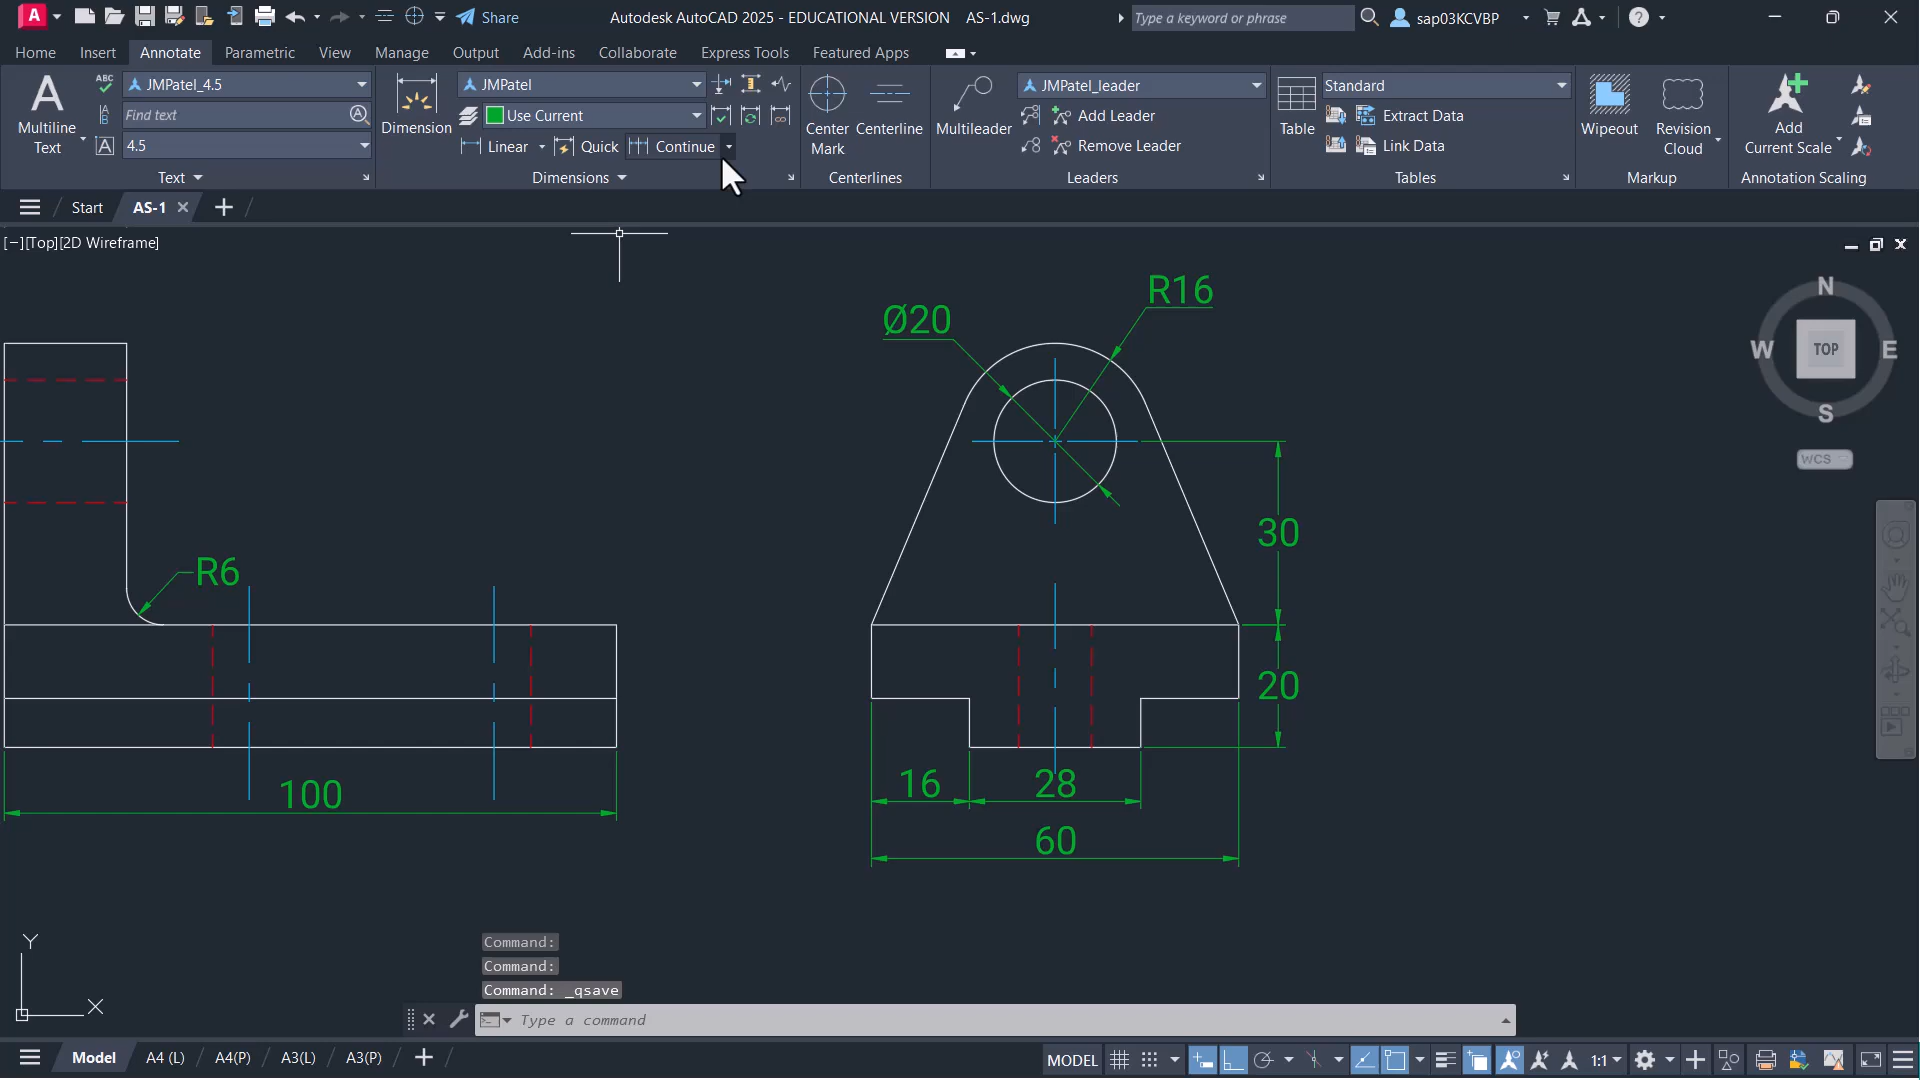 A Share Autodesk AutoCAD 2025 - EDUCATIONAL VERSION AS-1.dwg Type a keyword or phrase sap03KCVBP ?
Home Insert Annotate Parametric View Manage Output Add-ins Collaborate Express Tools Featured Apps
A Multiline Text
ABC JMPatel_4.5
Find text
A 4.5
Text
Dimension
JMPatel
Use Current
Linear Quick Continue
Dimensions
Center Mark Centerline
Centerlines
Multileader
JMPatel_leader
Add Leader
Remove Leader
Leaders
Table
Standard
Extract Data
Link Data
Tables
Wipeout Revision Cloud
Markup
Add Current Scale
Annotation Scaling
Start AS-1
[−][Top][2D Wireframe]
N
W TOP E
S
WCS
R16
Ø20
30
R6
20
100
16 28
60
Y
X
Command:
Command:
Command: _qsave
Type a command
Model A4 (L) A4(P) A3(L) A3(P)
MODEL 1:1